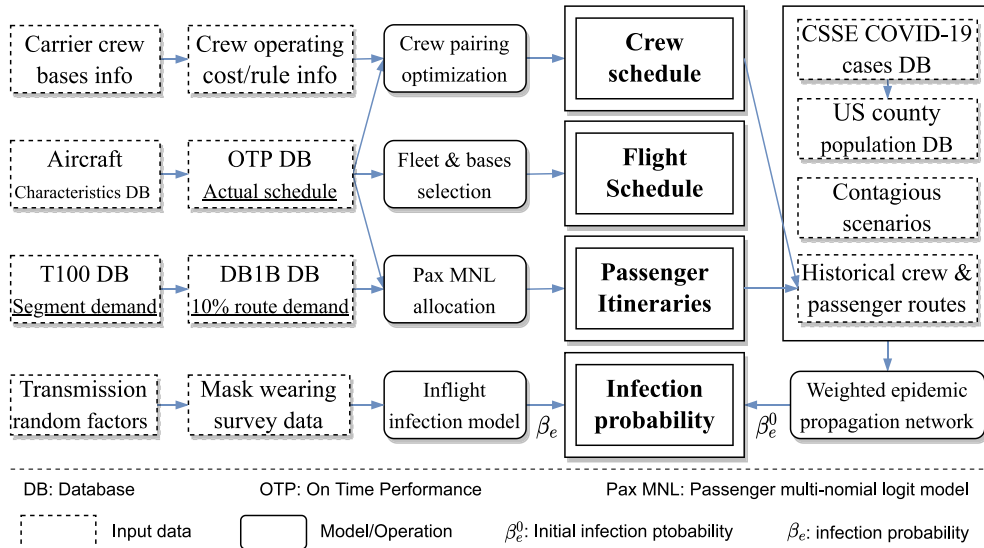 Carrier crew
bases info
Crew operating
cost/rule info
Crew pairing
optimization
Crew
schedule
CSSE COVID-19
cases DB
US county
population DB
Aircraft
Characteristics DB
OTP DB
Actual schedule
Fleet & bases
selection
Flight
Schedule
Contagious
scenarios
T100 DB
Segment demand
DB1B DB
10% route demand
Pax MNL
allocation
Passenger
Itineraries
Historical crew &
passenger routes
Transmission
random factors
Mask wearing
survey data
Inflight
infection model
βₑ
Infection
probability
βₑ⁰
Weighted epidemic
propagation network
DB: Database
OTP: On Time Performance
Pax MNL: Passenger multi-nomial logit model
Input data
Model/Operation
βₑ⁰: Initial infection ptobability
βₑ: infection probability